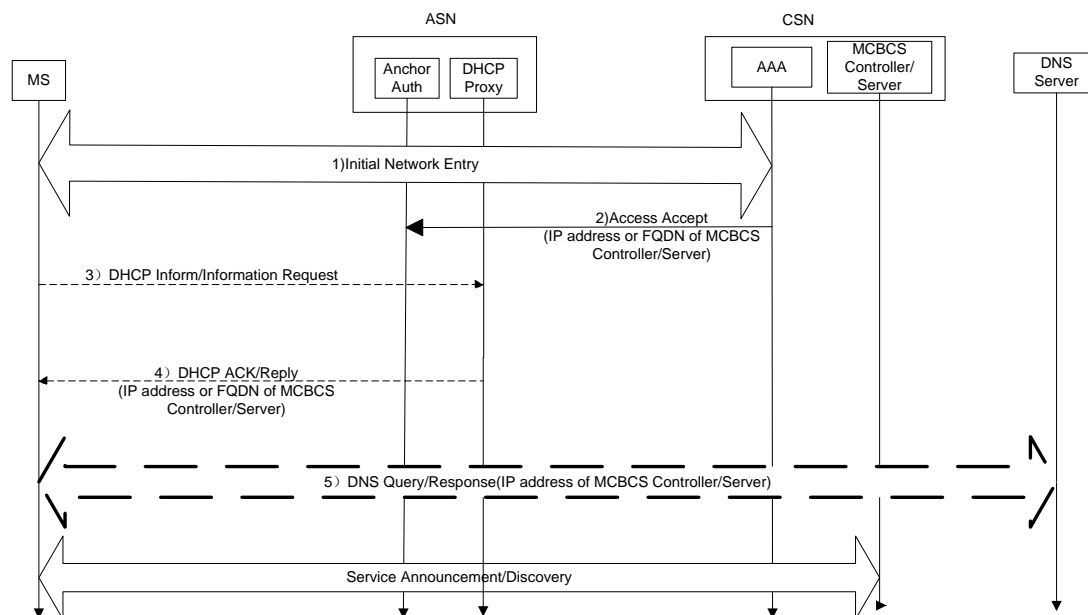 ASN
CSN
MS
Anchor
Auth
DHCP
Proxy
AAA
MCBCS
Controller/
Server
DNS
Server
1)Initial Network Entry
2)Access Accept
(IP address or FQDN of MCBCS
Controller/Server)
3）DHCP Inform/Information Request
4）DHCP ACK/Reply
(IP address or FQDN of MCBCS
Controller/Server)
5）DNS Query/Response(IP address of MCBCS Controller/Server)
Service Announcement/Discovery